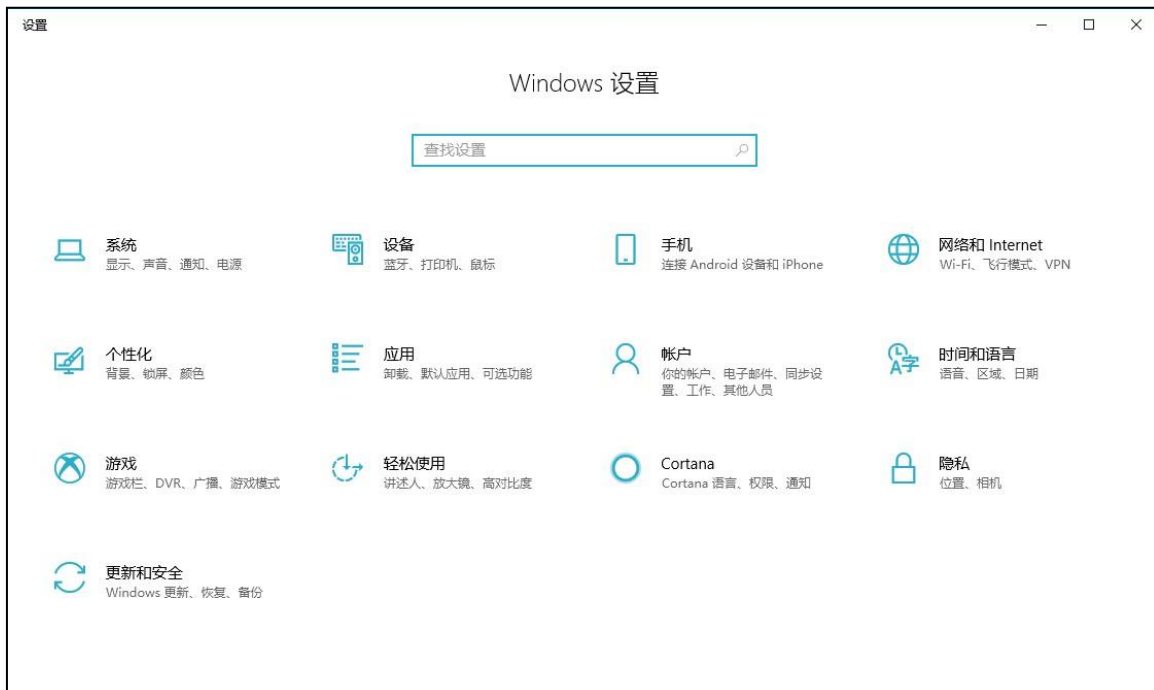 设置
Windows 设置
查找设置
系统
显示、声音、通知、电源
设备
蓝牙、打印机、鼠标
手机
连接 Android 设备和 iPhone
网络和 Internet
Wi-Fi、飞行模式、VPN
个性化
背景、锁屏、颜色
应用
卸载、默认应用、可选功能
帐户
你的帐户、电子邮件、同步设
置、工作、其他人员
时间和语言
语音、区域、日期
游戏
游戏栏、DVR、广播、游戏模式
轻松使用
讲述人、放大镜、高对比度
Cortana
Cortana 语言、权限、通知
隐私
位置、相机
更新和安全
Windows 更新、恢复、备份